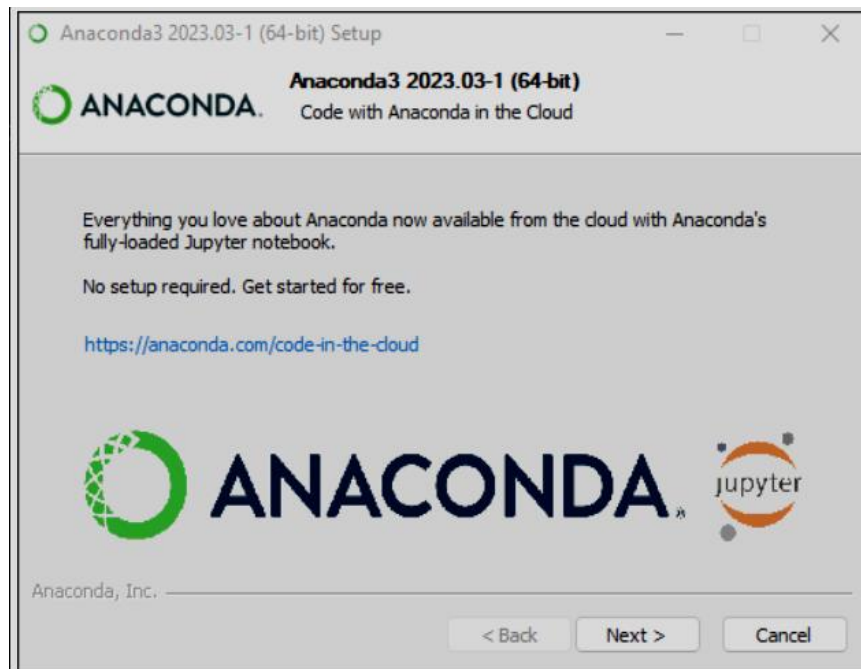 Anaconda3 2023.03-1 (64-bit) Setup
ANACONDA.
Anaconda3 2023.03-1 (64-bit)
Code with Anaconda in the Cloud
Everything you love about Anaconda now available from the cloud with Anaconda's
fully-loaded Jupyter notebook.
No setup required. Get started for free.
https://anaconda.com/code-in-the-cloud
ANACONDA.
jupyter
Anaconda, Inc.
< Back
Next >
Cancel